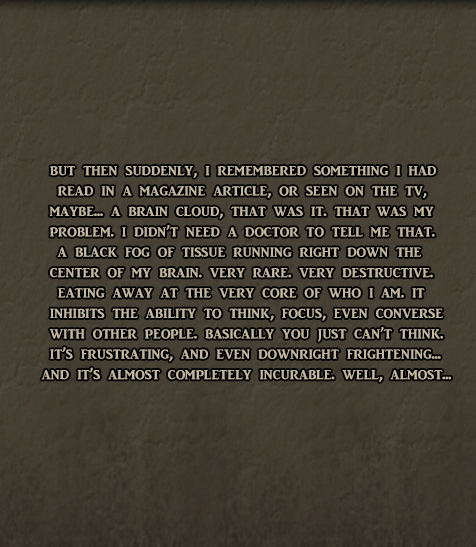 BUT THEN SUDDENLY, I REMEMBERED SOMETHING I HAD
READ IN A MAGAZINE ARTICLE, OR SEEN ON THE TV,
MAYBE... A BRAIN CLOUD, THAT WAS IT. THAT WAS MY
PROBLEM. I DIDN'T NEED A DOCTOR TO TELL ME THAT.
A BLACK FOG OF TISSUE RUNNING RIGHT DOWN THE
CENTER OF MY BRAIN. VERY RARE. VERY DESTRUCTIVE.
EATING AWAY AT THE VERY CORE OF WHO I AM. IT
INHIBITS THE ABILITY TO THINK, FOCUS, EVEN CONVERSE
WITH OTHER PEOPLE. BASICALLY YOU JUST CAN'T THINK.
IT'S FRUSTRATING, AND EVEN DOWNRIGHT FRIGHTENING...
AND IT'S ALMOST COMPLETELY INCURABLE. WELL, ALMOST...